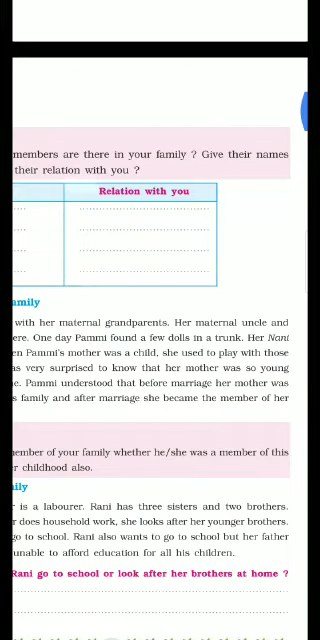 members are there in your family ? Give their names
their relation with you ?
Relation with you
amily
with her maternal grandparents. Her maternal uncle and
ere. One day Pammi found a few dolls in a trunk. Her Nani
en Pammi's mother was a child, she used to play with those
as very surprised to know that her mother was so young
e. Pammi understood that before marriage her mother was
s family and after marriage she became the member of her
ember of your family whether he/she was a member of this
er childhood also.
ily
r is a labourer. Rani has three sisters and two brothers.
r does household work, she looks after her younger brothers.
go to school. Rani also wants to go to school but her father
unable to afford education for all his children.
Rani go to school or look after her brothers at home ?